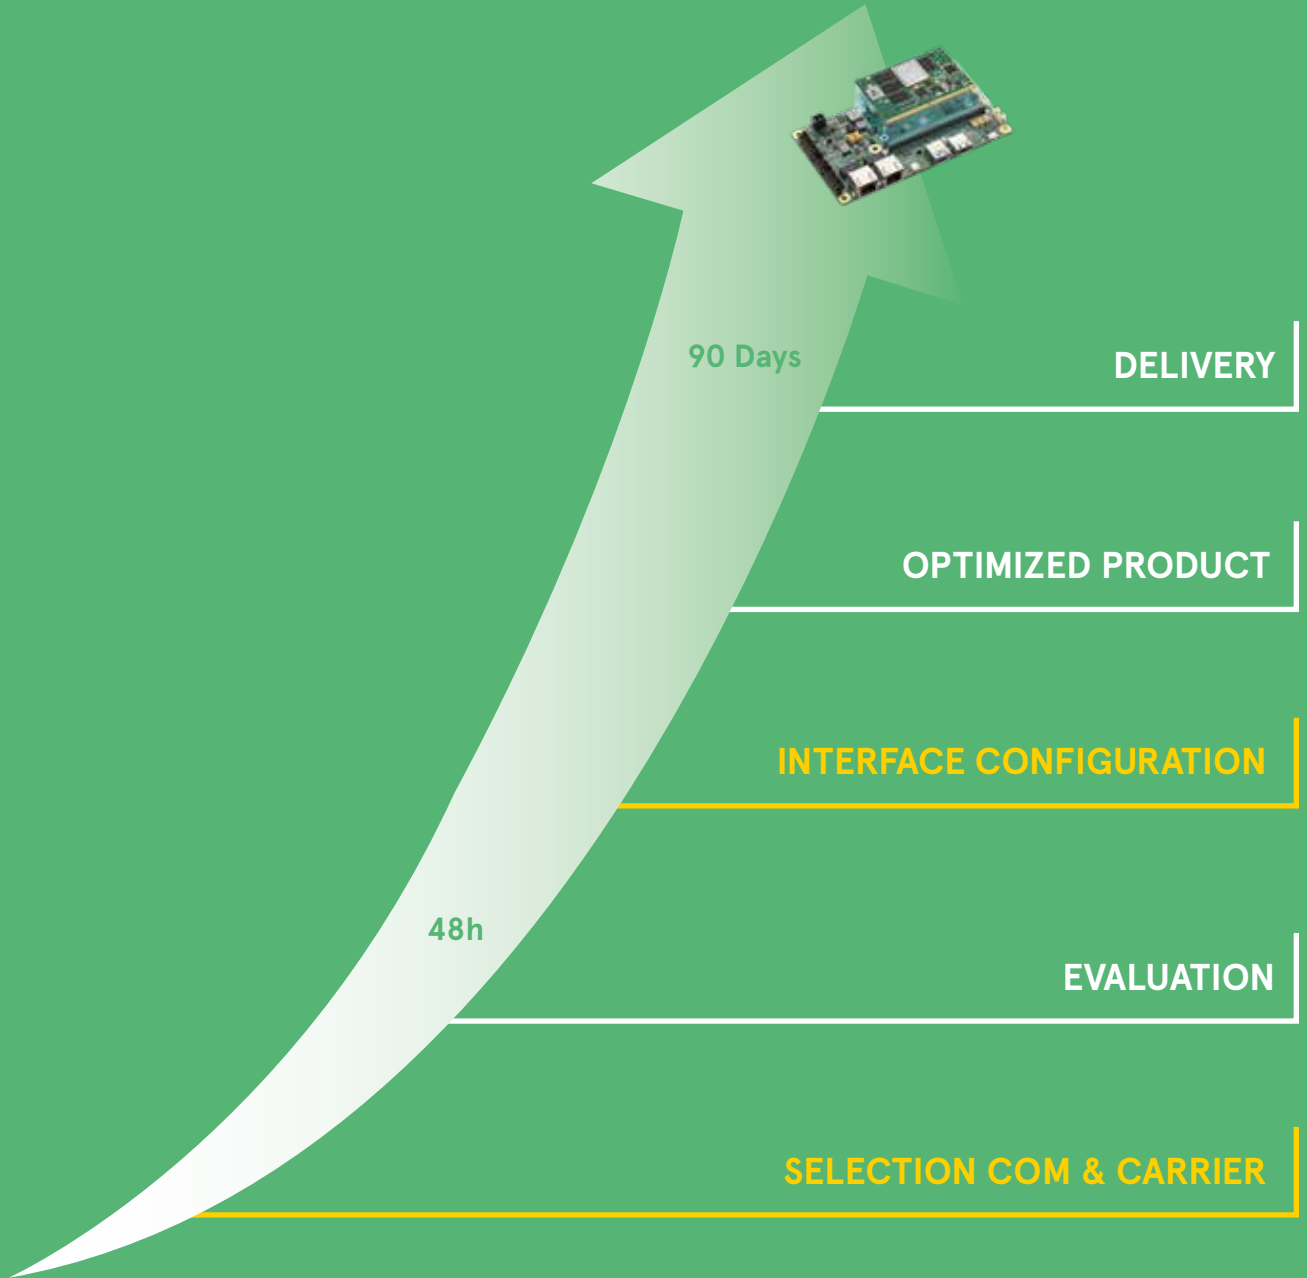 90 Days
DELIVERY
OPTIMIZED PRODUCT
INTERFACE CONFIGURATION
48h
EVALUATION
SELECTION COM & CARRIER